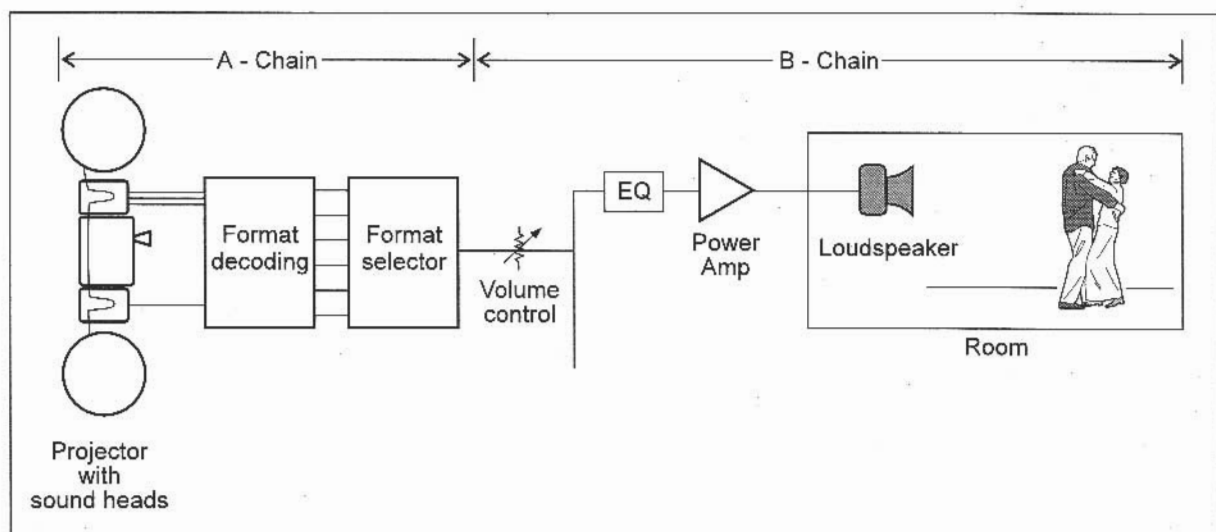 A - Chain
B - Chain
Format
decoding
Format
selector
Volume
control
EQ
Power
Amp
Loudspeaker
Room
Projector
with
sound heads